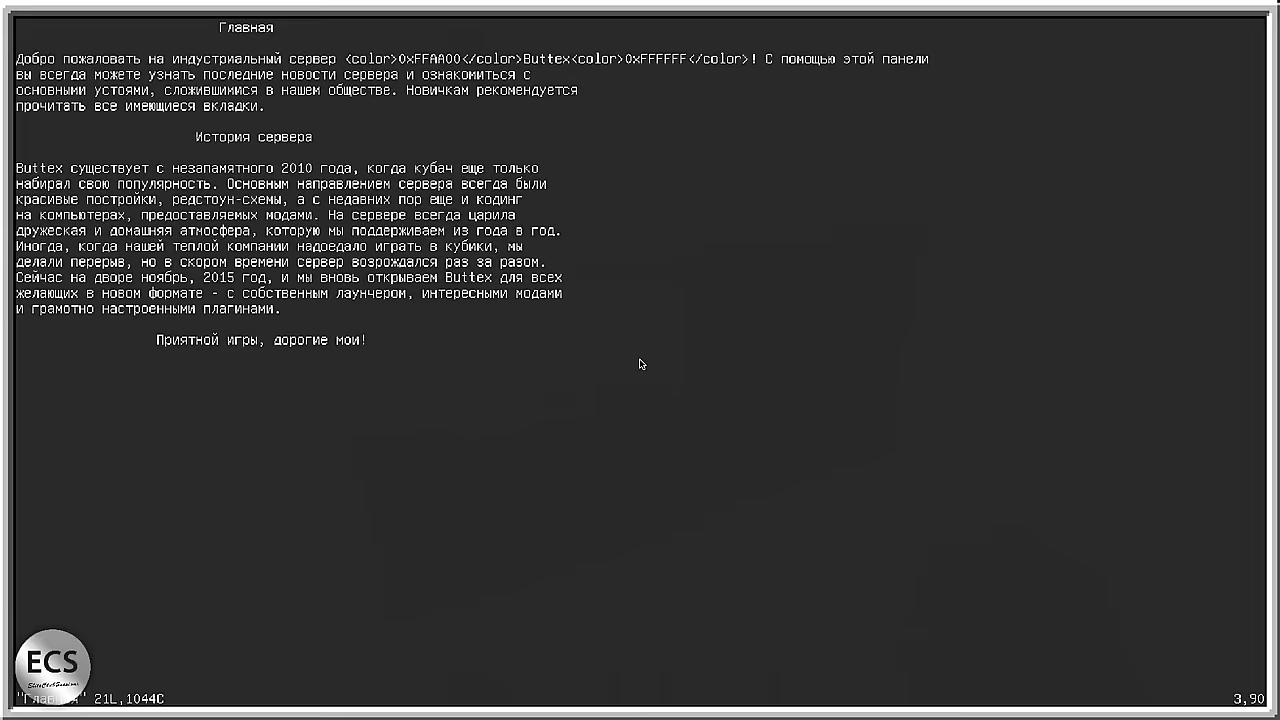 Главная
Добро пожаловать на индустриальный сервер <color>0xFFAA00</color>Buttex<color>0xFFFFFF</color>! С помощью этой панели
вы всегда можете узнать последние новости сервера и ознакомиться с
основными устоями, сложившимися в нашем обществе. Новичкам рекомендуется
прочитать все имеющиеся вкладки.
История сервера
Buttex существует с незапамятного 2010 года, когда кубач еще только
набирал свою популярность. Основным направлением сервера всегда были
красивые постройки, редстоун-схемы, а с недавних пор еще и кодинг
на компьютерах, предоставляемых модами. На сервере всегда царила
дружеская и домашняя атмосфера, которую мы поддерживаем из года в год.
Иногда, когда нашей теплой компании надоедало играть в кубики, мы
делали перерыв, но в скором времени сервер возрождался раз за разом.
Сейчас на дворе ноябрь, 2015 год, и мы вновь открываем Buttex для всех
желающих в новом формате - с собственным лаунчером, интересными модами
и грамотно настроенными плагинами.
Приятной игры, дорогие мои!
ECS
"Главная" 21L,1044C
3,90